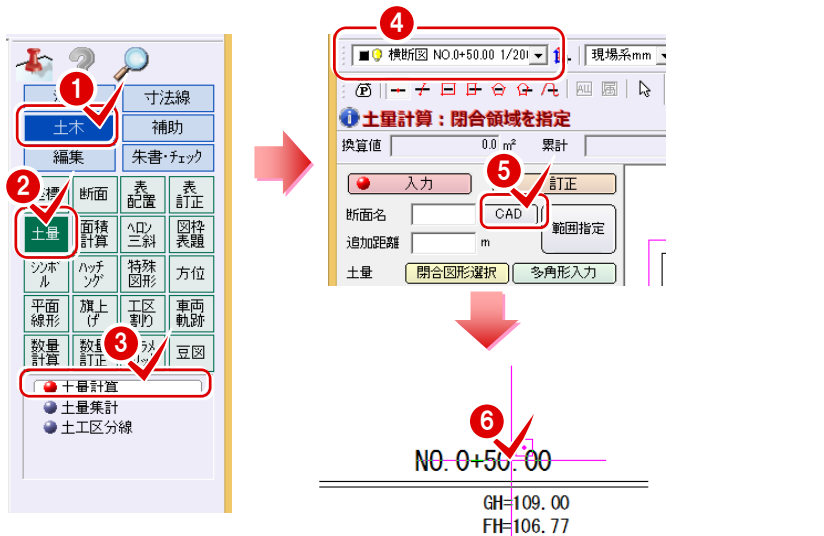 1
寸法線
土木
補助
編集
朱書・チェック
2
断面
表配置
表訂正
土量
面積計算
ヘロン三斜
図枠表題
シンボル
ハッチング
特殊図形
方位
平面線形
旗上げ
工区割り
車両軌跡
数量計算
3
豆図
土量計算
土量集計
土工区分線
4
横断図 NO.0+50.00 1/20
現場系mm
土量計算：閉合領域を指定
換算値 0.0 m² 累計
5
入力
訂正
断面名
CAD
範囲指定
追加距離 m
土量
閉合図形選択
多角形入力
6
NO. 0+50. 00
GH=109. 00
FH=106. 77